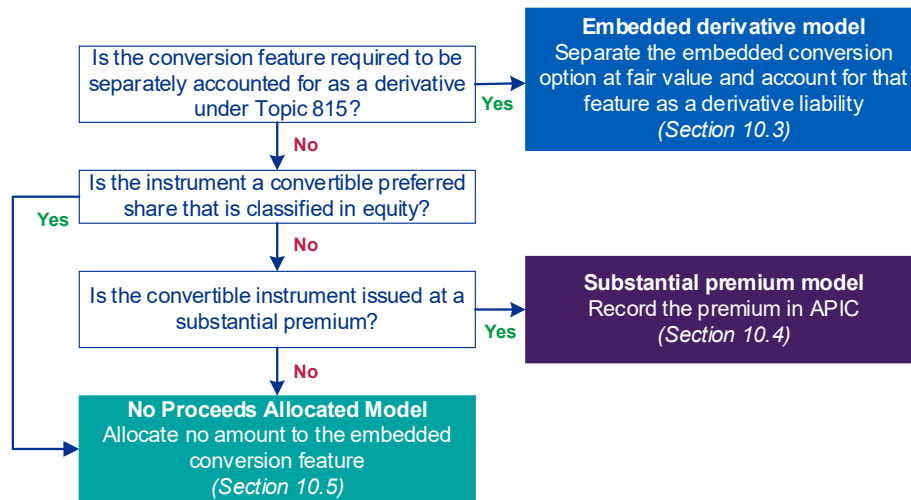 Is the conversion feature required to be
separately accounted for as a derivative
under Topic 815?
Yes
Embedded derivative model
Separate the embedded conversion
option at fair value and account for that
feature as a derivative liability
(Section 10.3)
No
Is the instrument a convertible preferred
share that is classified in equity?
Yes
No
Is the convertible instrument issued at a
substantial premium?
Yes
Substantial premium model
Record the premium in APIC
(Section 10.4)
No
No Proceeds Allocated Model
Allocate no amount to the embedded
conversion feature
(Section 10.5)